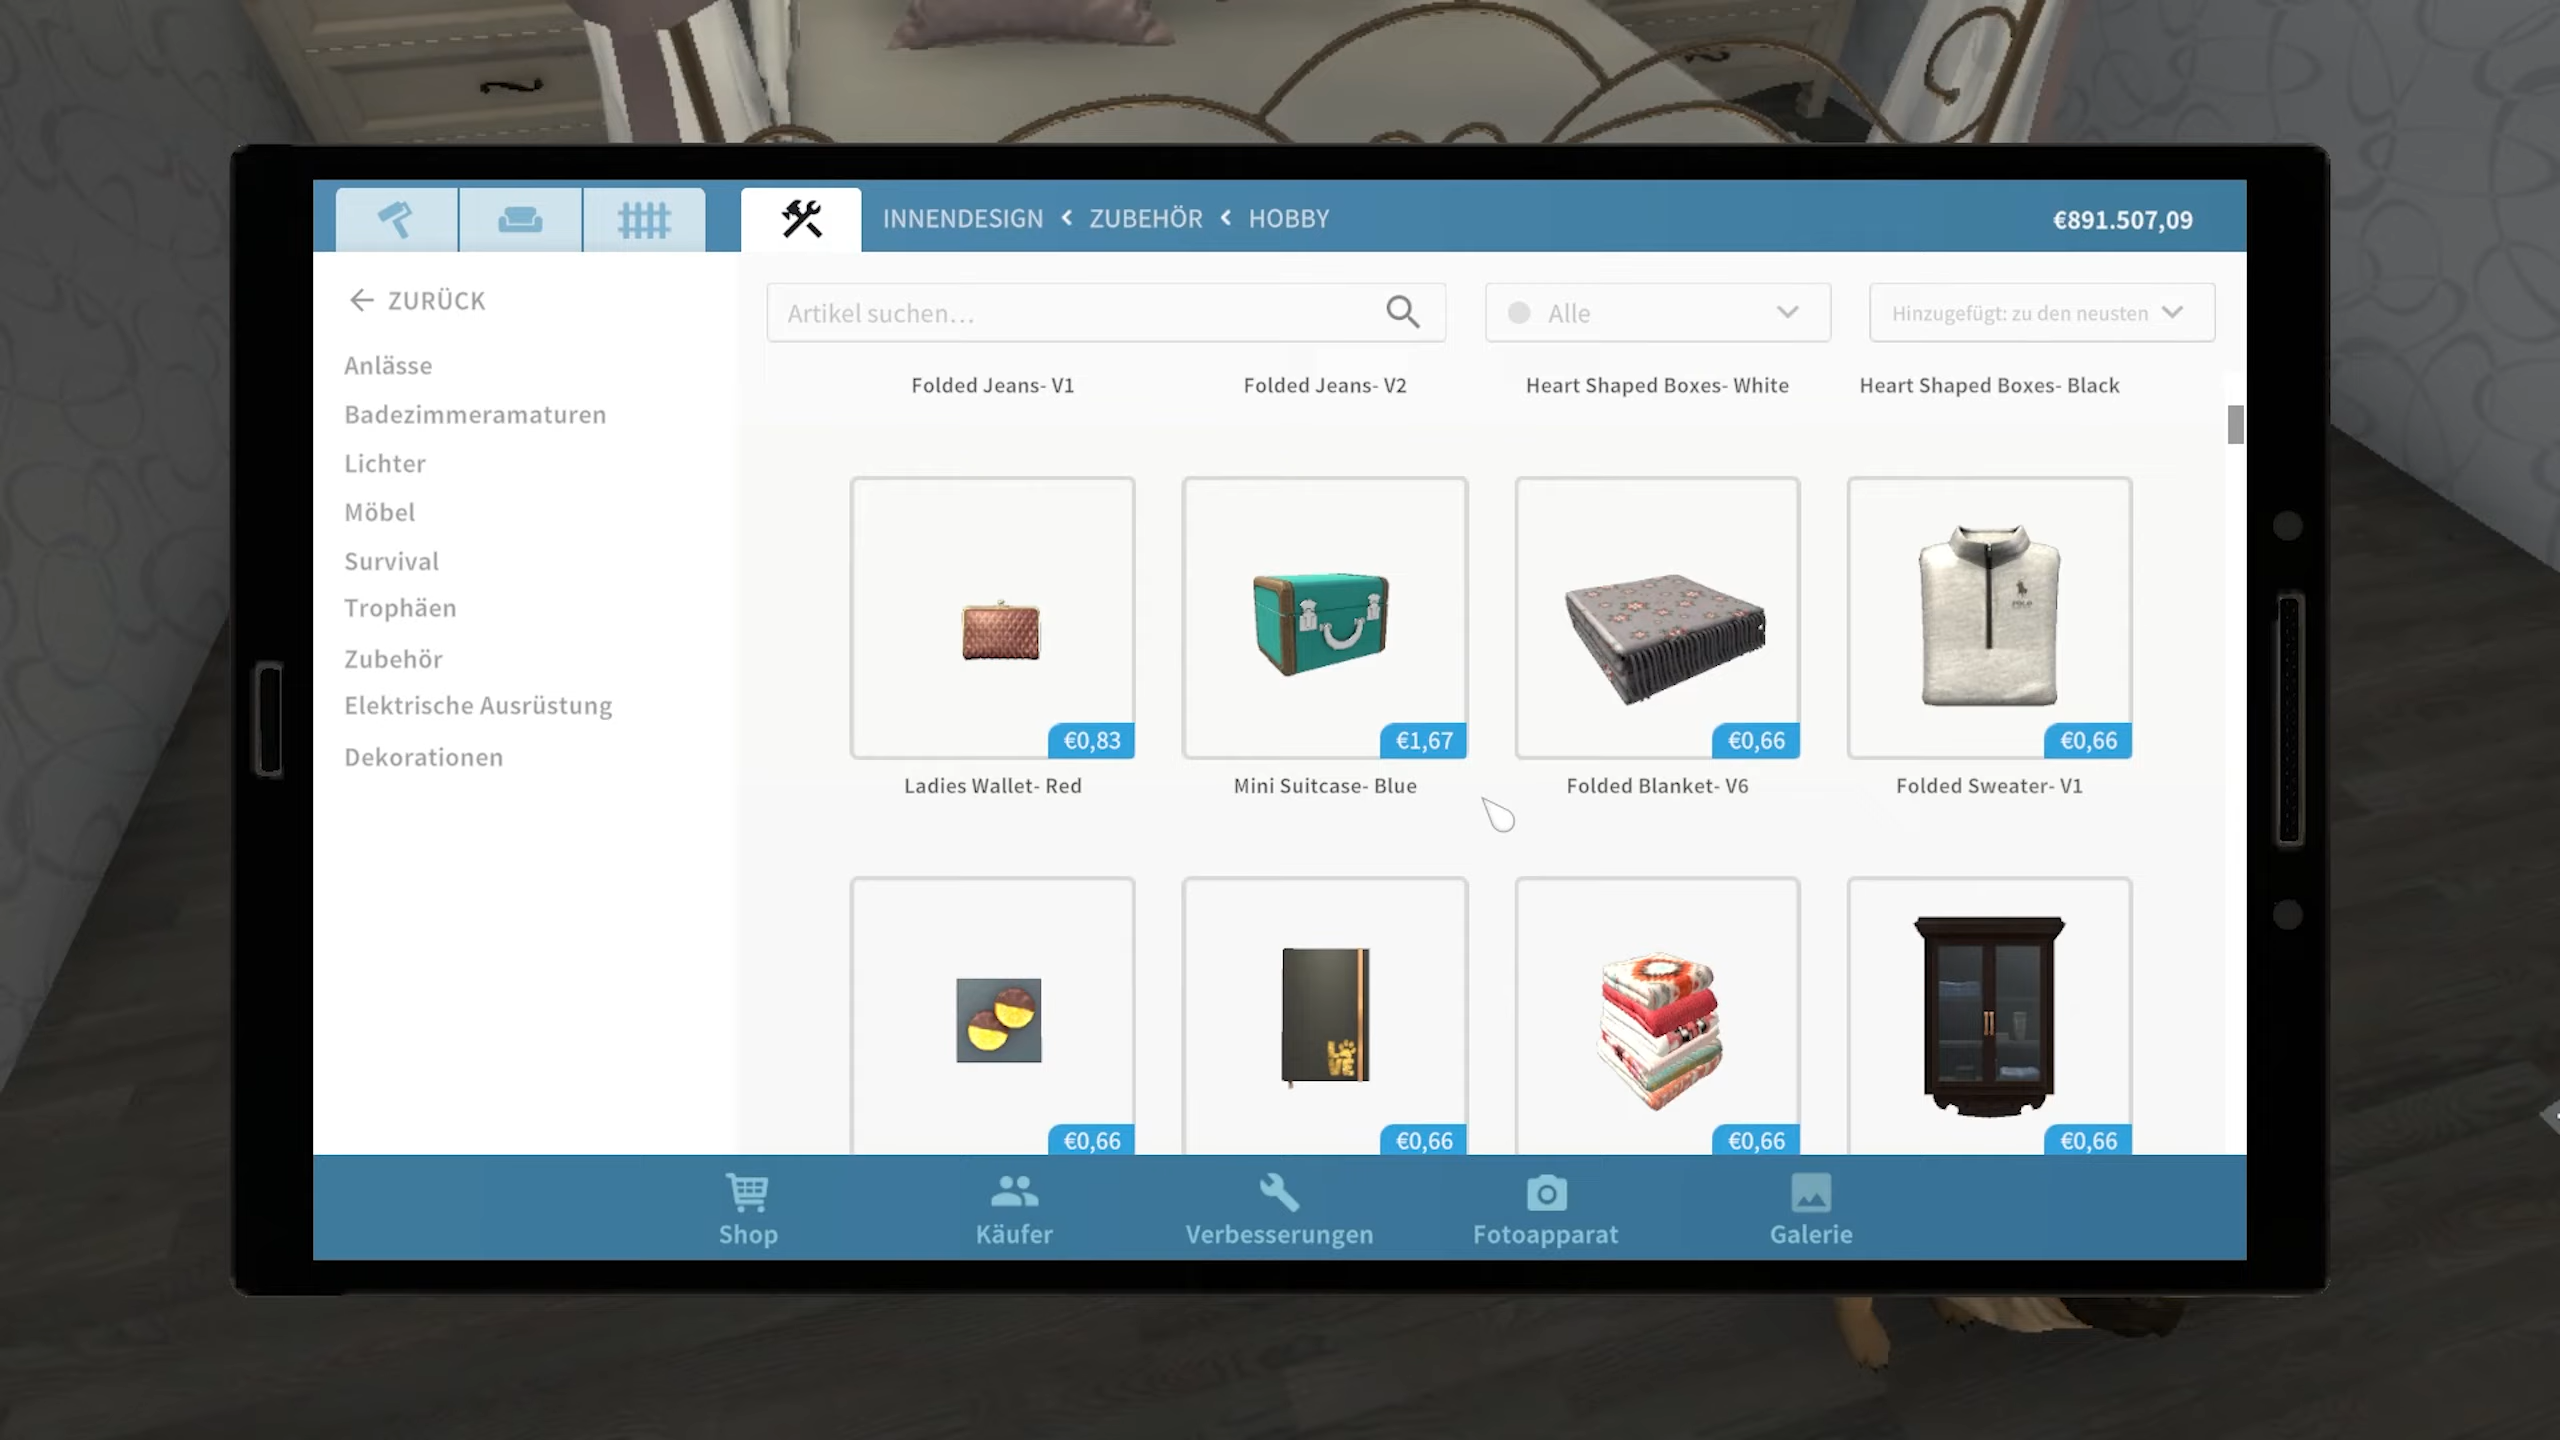 INNENDESIGN < ZUBEHÖR < HOBBY
€891.507,09
ZURÜCK
Artikel suchen…
Alle
Hinzugefügt: zu den neusten
Anlässe
Badezimmeramaturen
Lichter
Möbel
Survival
Trophäen
Zubehör
Elektrische Ausrüstung
Dekorationen
Folded Jeans- V1
Folded Jeans- V2
Heart Shaped Boxes- White
Heart Shaped Boxes- Black
POLO
€0,83
€1,67
€0,66
€0,66
Ladies Wallet- Red
Mini Suitcase- Blue
Folded Blanket- V6
Folded Sweater- V1
€0,66
€0,66
€0,66
€0,66
Shop
Käufer
Verbesserungen
Fotoapparat
Galerie